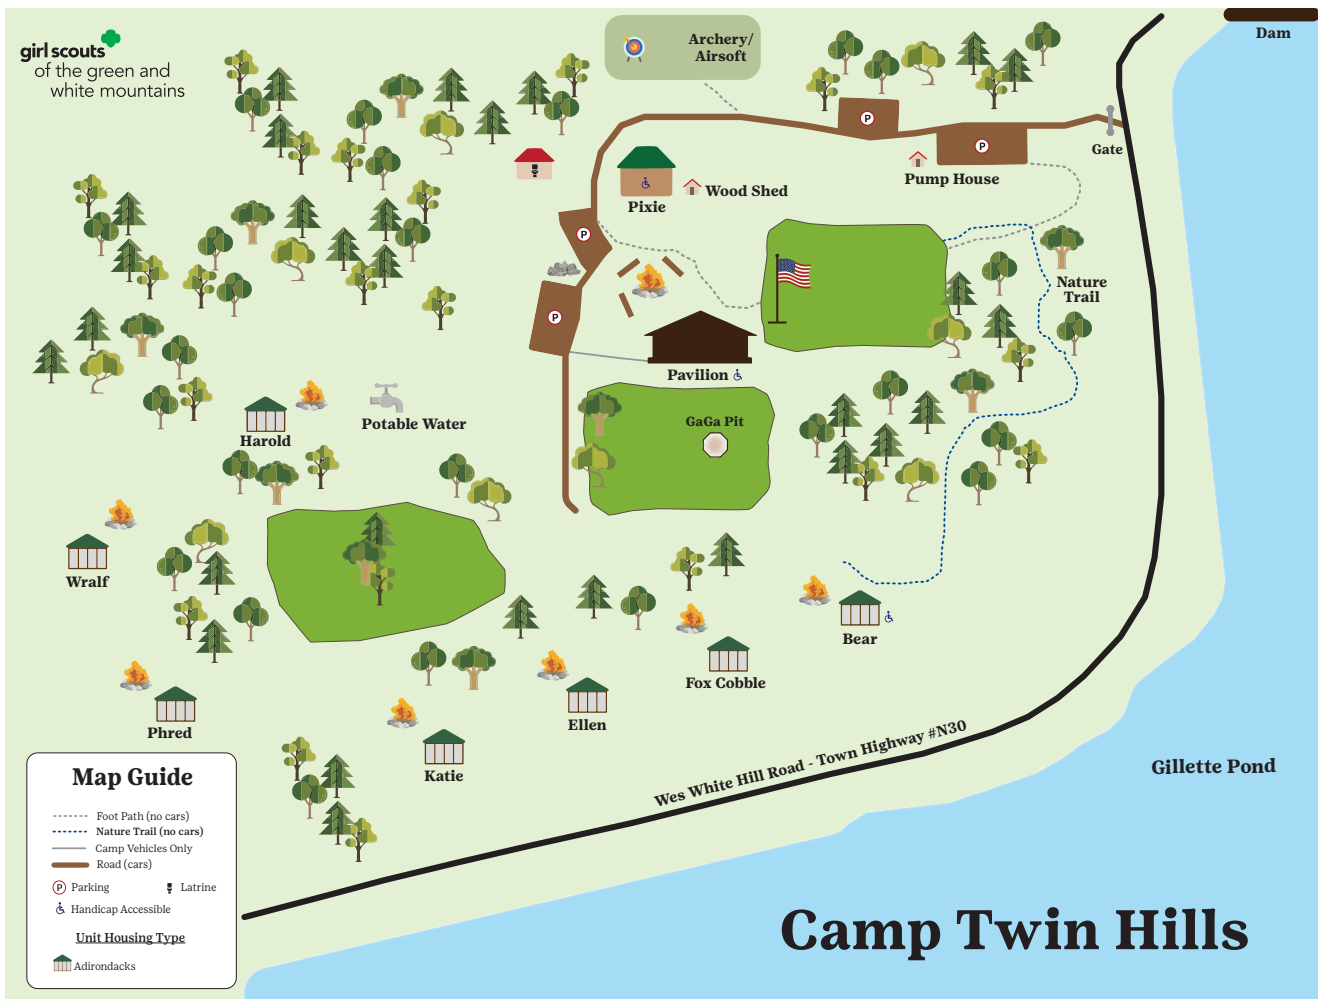 girl scouts
of the green and
white mountains
Archery/
Airsoft
Dam
P
P
Gate
Pump House
Pixie
Wood Shed
P
Nature
Trail
P
Pavilion
GaGa Pit
Harold
Potable Water
Wralf
Bear
Fox Cobble
Ellen
Phred
Katie
Wes White Hill Road - Town Highway #N30
Gillette Pond
Map Guide
Foot Path (no cars)
Nature Trail (no cars)
Camp Vehicles Only
Road (cars)
P Parking
Latrine
Handicap Accessible
Unit Housing Type
Adirondacks
Camp Twin Hills